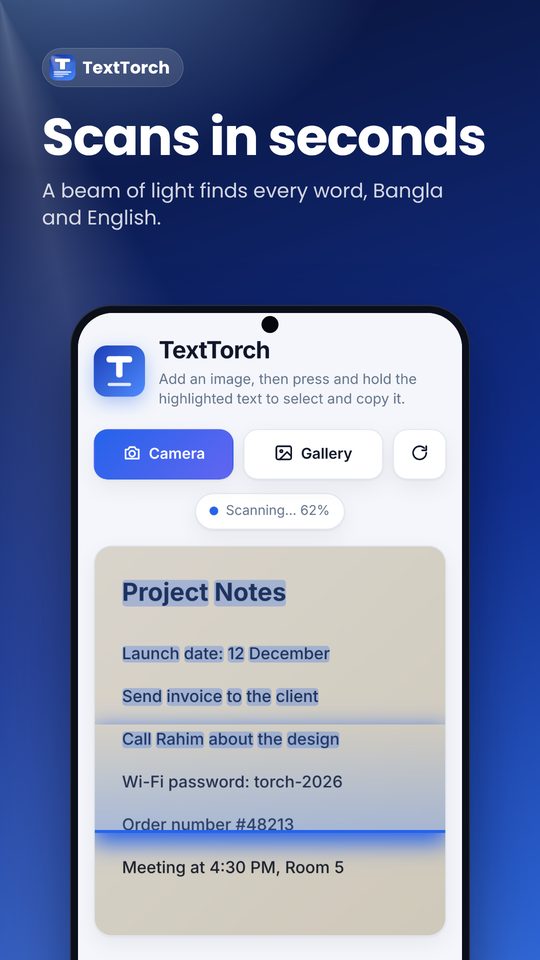 TextTorch
Scans in seconds
A beam of light finds every word, Bangla
and English.
TextTorch
Add an image, then press and hold the
highlighted text to select and copy it.
Camera
Gallery
Scanning... 62%
Project Notes
Launch date: 12 December
Send invoice to the client
Call Rahim about the design
Wi-Fi password: torch-2026
Order number #48213
Meeting at 4:30 PM, Room 5